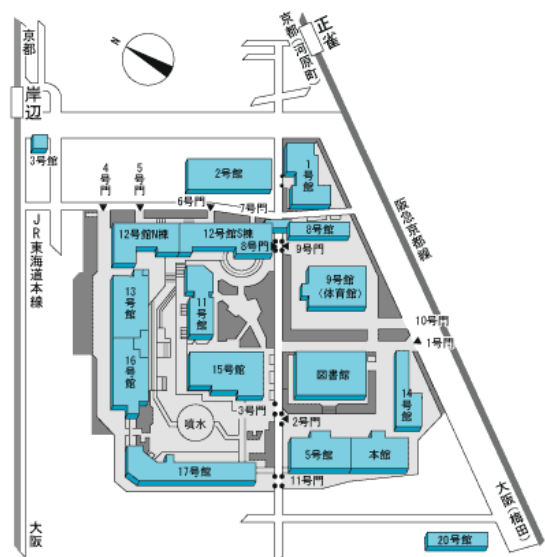 N
京都
岸辺
京都(河原町)
正雀
3号館
4号門
5号門
2号館
1号館
6号門
7号門
JR東海道本線
阪急京都線
12号館N棟
12号館S棟
8号門
8号館
9号門
13号館
11号館
9号館
(体育館)
10号門
1号門
16号館
15号館
図書館
14号館
3号門
2号門
噴水
5号館
本館
17号館
11号門
大阪
大阪(梅田)
20号館